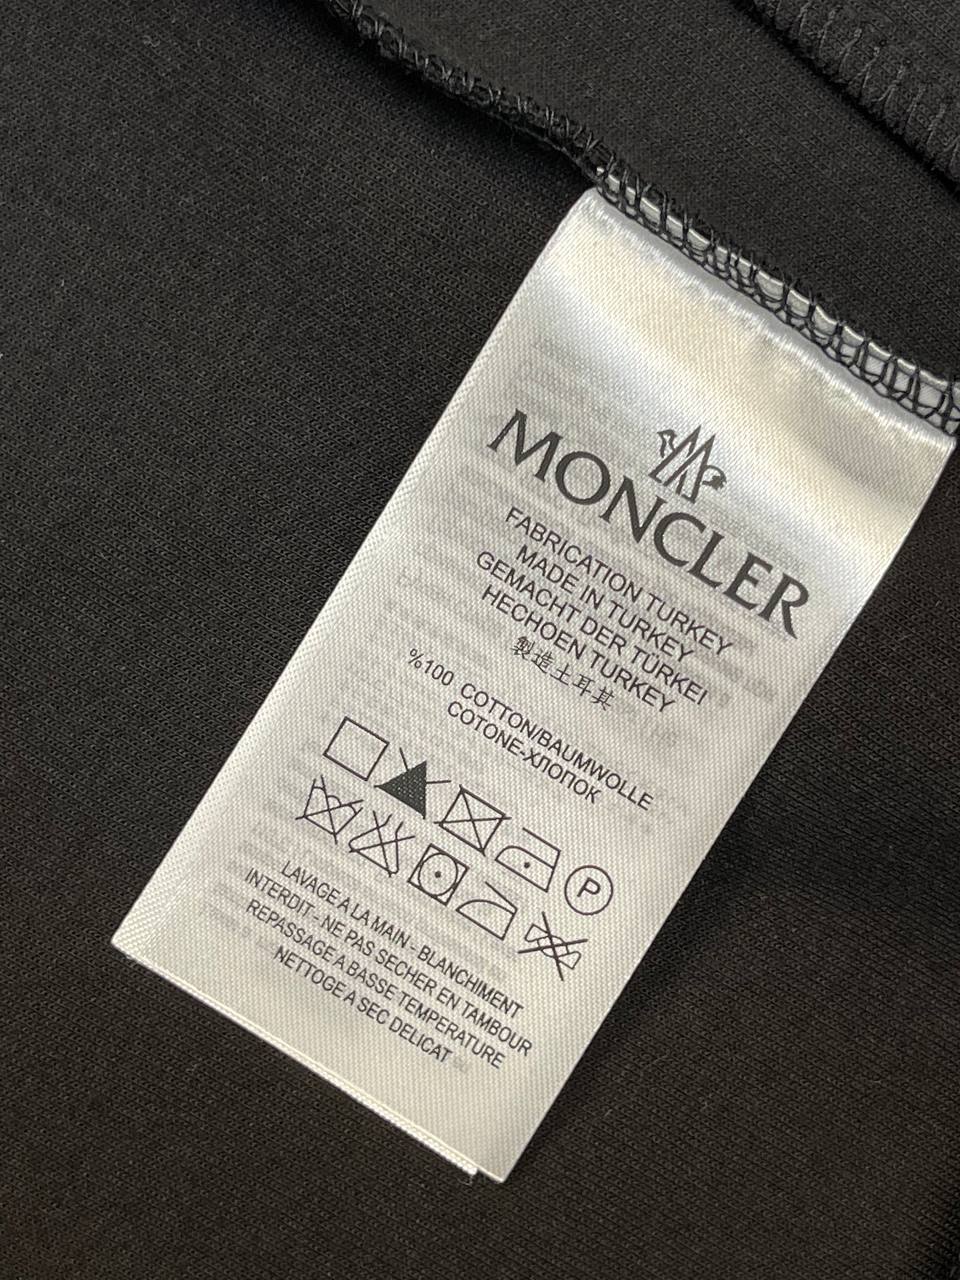 MONCLER
FABRICATION TURKEY
MADE IN TURKEY
GEMACHT DER TÜRKEI
HECHOEN TURKEY
製造土耳其
%100 COTTON/BAUMWOLLE
COTONE-ХЛОПОК
P
LAVAGE A LA MAIN - BLANCHIMENT
INTERDIT - NE PAS SECHER EN TAMBOUR
REPASSAGE A BASSE TEMPERATURE
NETTOGE A SEC DELICAT